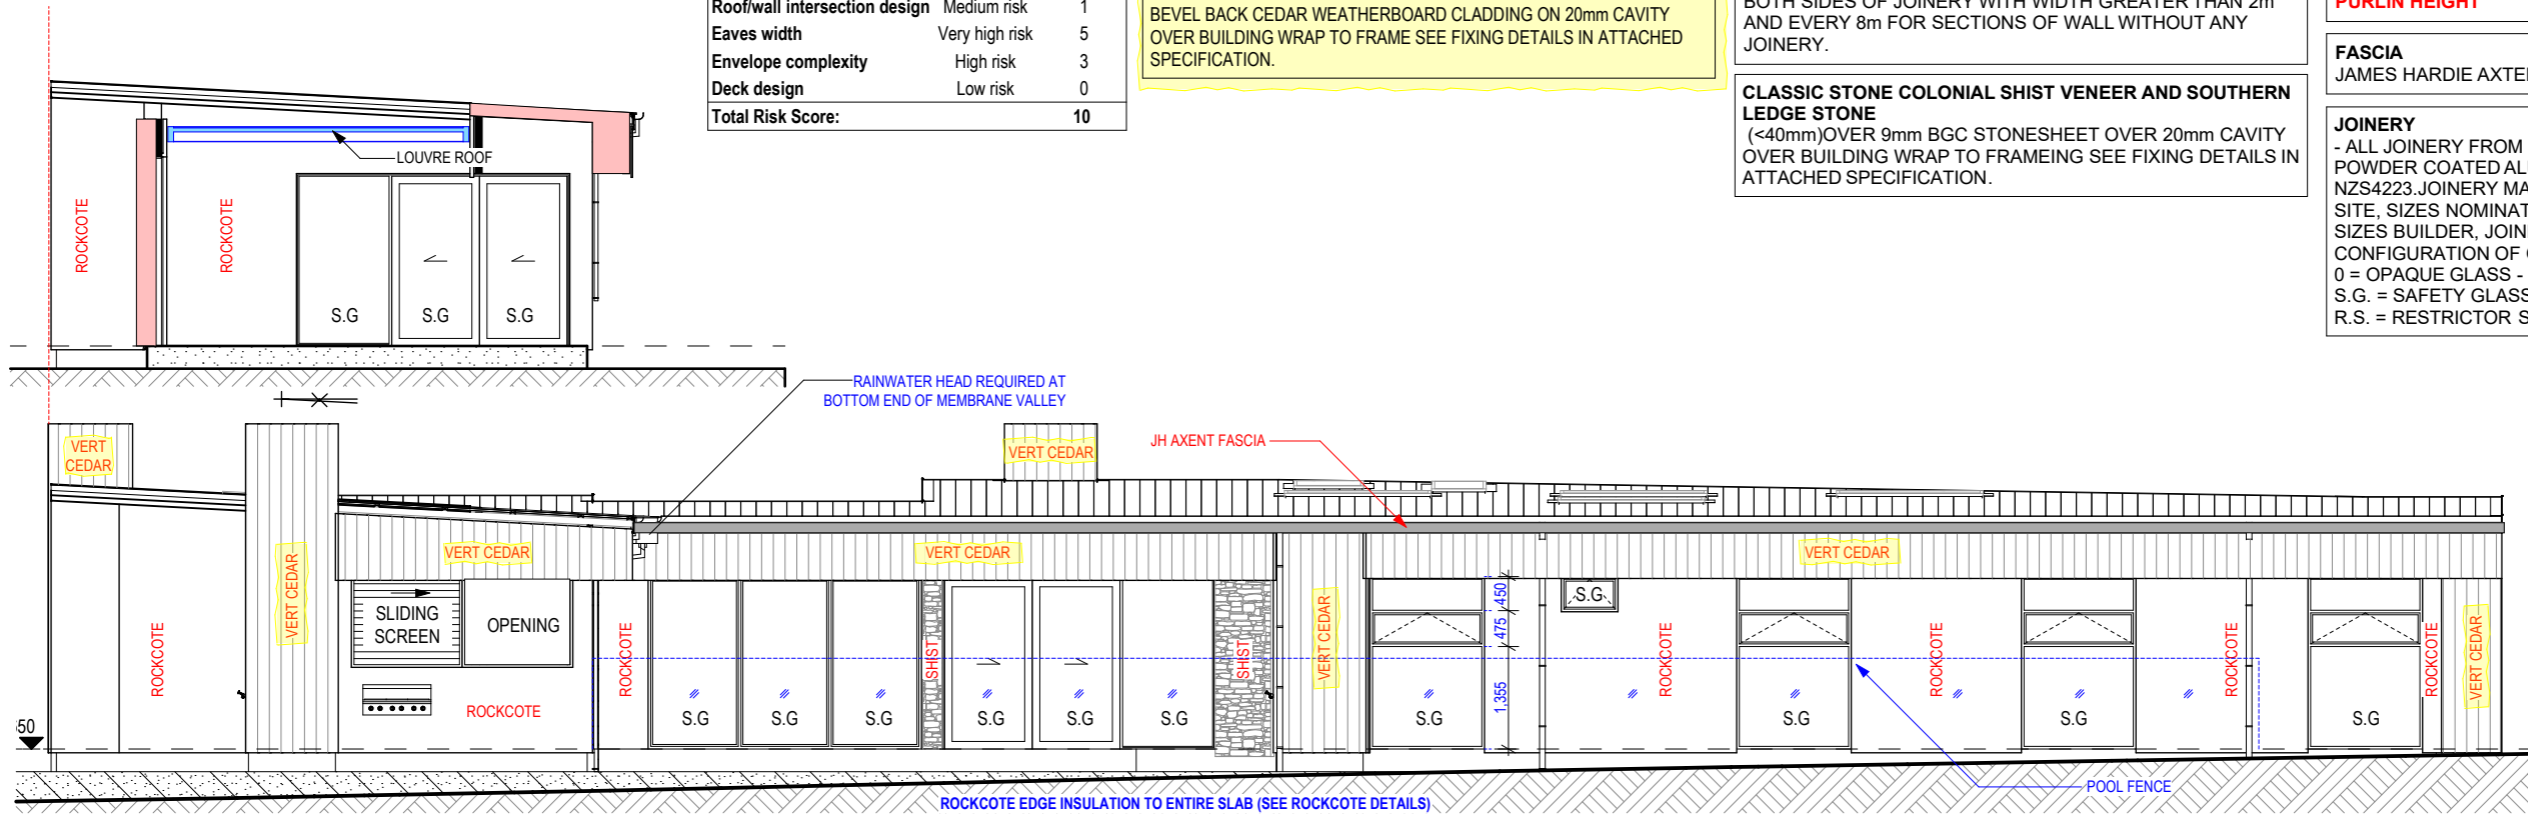 Roof/wall intersection design Medium risk 1
Eaves width Very high risk 5
Envelope complexity High risk 3
Deck design Low risk 0
Total Risk Score: 10
BEVEL BACK CEDAR WEATHERBOARD CLADDING ON 20mm CAVITY
OVER BUILDING WRAP TO FRAME SEE FIXING DETAILS IN ATTACHED
SPECIFICATION.
BOTH SIDES OF JOINERY WITH WIDTH GREATER THAN 2m
AND EVERY 8m FOR SECTIONS OF WALL WITHOUT ANY
JOINERY.
CLASSIC STONE COLONIAL SHIST VENEER AND SOUTHERN
LEDGE STONE
(<40mm)OVER 9mm BGC STONESHEET OVER 20mm CAVITY
OVER BUILDING WRAP TO FRAMEING SEE FIXING DETAILS IN
ATTACHED SPECIFICATION.
PURLIN HEIGHT
FASCIA
JAMES HARDIE AXTE
JOINERY
- ALL JOINERY FROM
POWDER COATED AL
NZS4223.JOINERY MA
SITE, SIZES NOMINAT
SIZES BUILDER, JOIN
CONFIGURATION OF
0 = OPAQUE GLASS -
S.G. = SAFETY GLASS
R.S. = RESTRICTOR S
LOUVRE ROOF
ROCKCOTE
ROCKCOTE
S.G
S.G
S.G
RAINWATER HEAD REQUIRED AT
BOTTOM END OF MEMBRANE VALLEY
JH AXENT FASCIA
VERT
CEDAR
VERT CEDAR
VERT CEDAR
VERT CEDAR
VERT CEDAR
VERT CEDAR
VERT CEDAR
VERT CEDAR
SLIDING
SCREEN
OPENING
ROCKCOTE
ROCKCOTE
ROCKCOTE
SHIST
SHIST
S.G
S.G
S.G
S.G
S.G
S.G
S.G
450
475
1,355
S.G
ROCKCOTE
S.G
ROCKCOTE
S.G
ROCKCOTE
S.G
ROCKCOTE
50
POOL FENCE
ROCKCOTE EDGE INSULATION TO ENTIRE SLAB (SEE ROCKCOTE DETAILS)